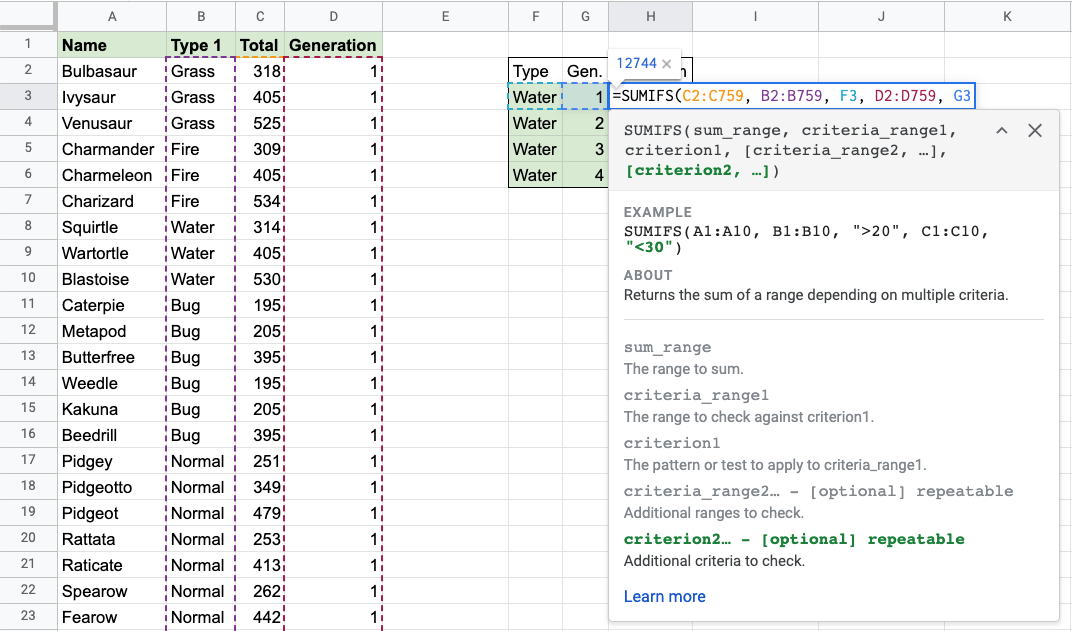 A B C D E F G H I J K
1 Name Type 1 Total Generation
2 Bulbasaur Grass 318 1 Type Gen. 12744 × n
3 Ivysaur Grass 405 1 Water 1 =SUMIFS(C2:C759, B2:B759, F3, D2:D759, G3
4 Venusaur Grass 525 1 Water 2
5 Charmander Fire 309 1 Water 3
6 Charmeleon Fire 405 1 Water 4
7 Charizard Fire 534 1
8 Squirtle Water 314 1
9 Wartortle Water 405 1
10 Blastoise Water 530 1
11 Caterpie Bug 195 1
12 Metapod Bug 205 1
13 Butterfree Bug 395 1
14 Weedle Bug 195 1
15 Kakuna Bug 205 1
16 Beedrill Bug 395 1
17 Pidgey Normal 251 1
18 Pidgeotto Normal 349 1
19 Pidgeot Normal 479 1
20 Rattata Normal 253 1
21 Raticate Normal 413 1
22 Spearow Normal 262 1
23 Fearow Normal 442 1
SUMIFS(sum_range, criteria_range1,
criterion1, [criteria_range2, …],
[criterion2, …])
EXAMPLE
SUMIFS(A1:A10, B1:B10, ">20", C1:C10,
"<30")
ABOUT
Returns the sum of a range depending on multiple criteria.
sum_range
The range to sum.
criteria_range1
The range to check against criterion1.
criterion1
The pattern or test to apply to criteria_range1.
criteria_range2… - [optional] repeatable
Additional ranges to check.
criterion2… - [optional] repeatable
Additional criteria to check.
Learn more